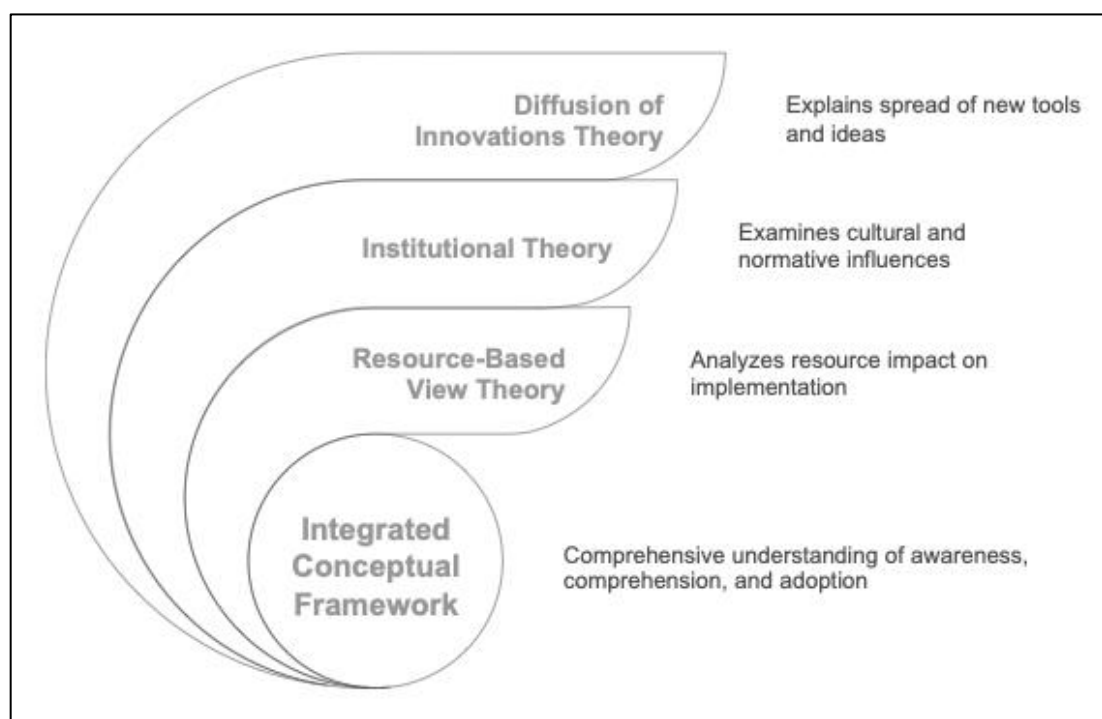 Diffusion of
Innovations Theory
Explains spread of new tools
and ideas
Institutional Theory
Examines cultural and
normative influences
Resource-Based
View Theory
Analyzes resource impact on
implementation
Integrated
Conceptual
Framework
Comprehensive understanding of awareness,
comprehension, and adoption